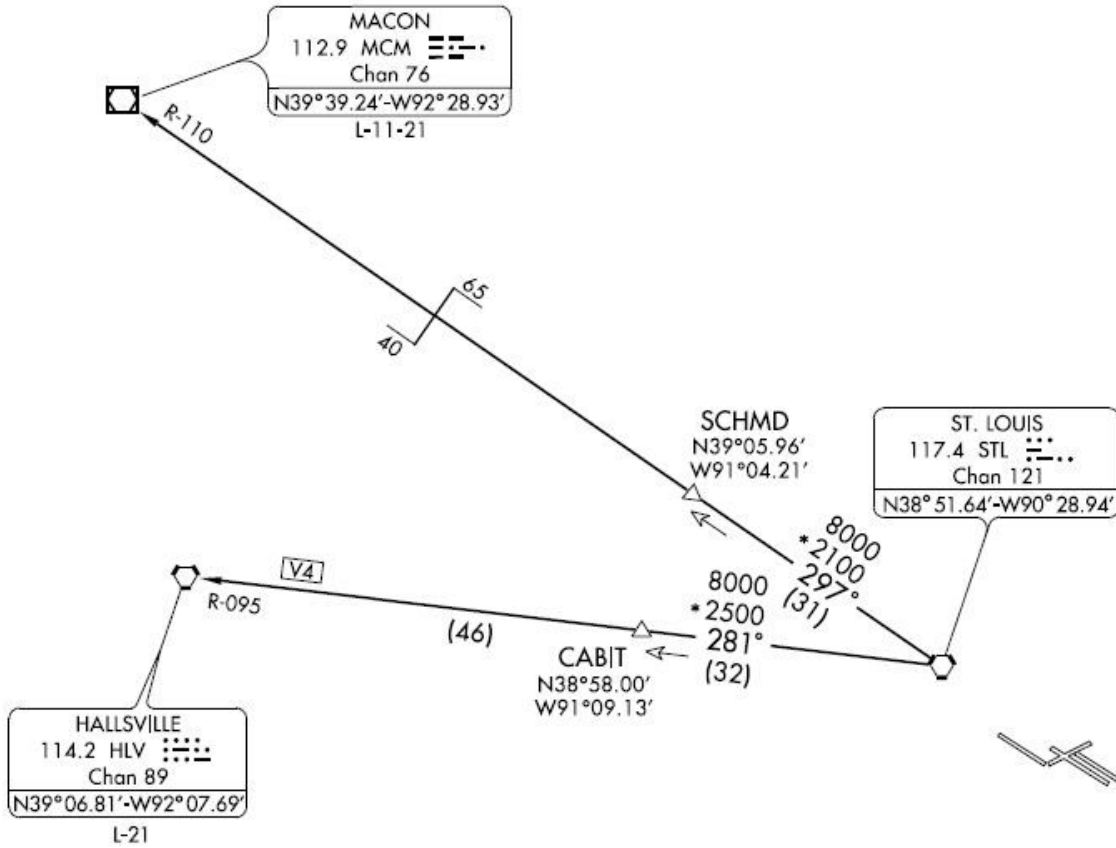 MACON
112.9 MCM
Chan 76
N39°39.24'-W92°28.93'
L-11-21
R-110
65
40
SCHMD
N39°05.96'
W91°04.21'
ST. LOUIS
117.4 STL
Chan 121
N38°51.64'-W90°28.94'
8000
*2100
297°
(31)
V4
R-095
(46)
8000
*2500
281°
(32)
CABIT
N38°58.00'
W91°09.13'
HALLSVILLE
114.2 HLV
Chan 89
N39°06.81'-W92°07.69'
L-21